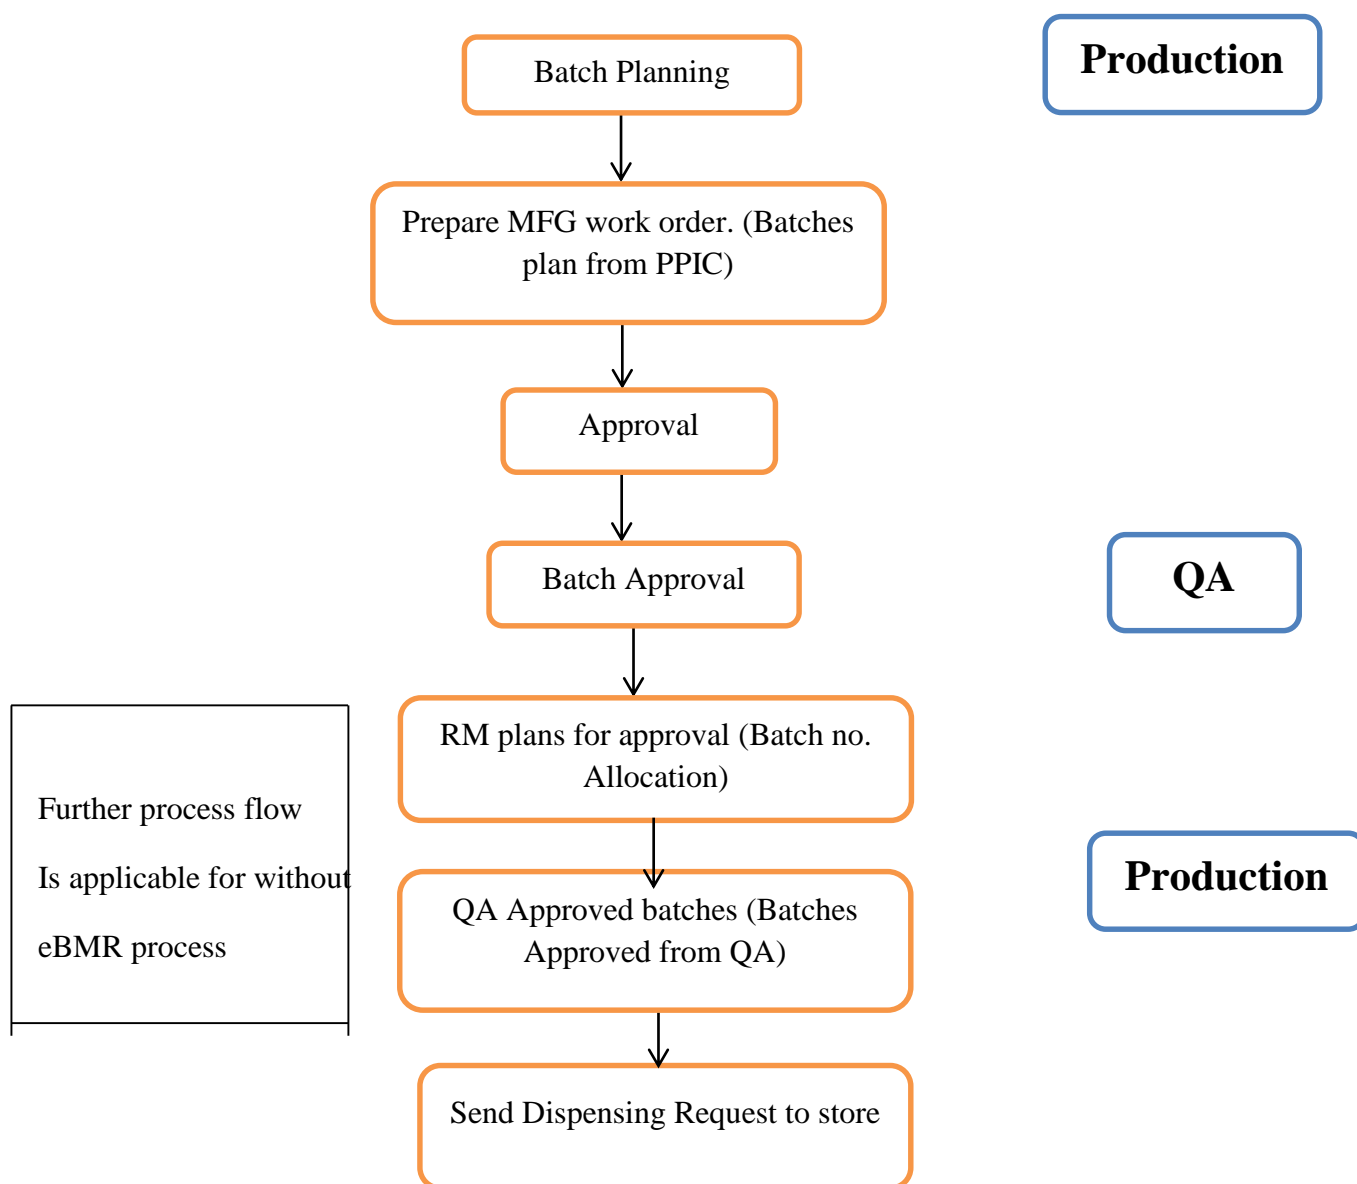 Batch Planning
Production
Prepare MFG work order. (Batches
plan from PPIC)
Approval
Batch Approval
QA
RM plans for approval (Batch no.
Allocation)
Further process flow
Is applicable for without
eBMR process
Production
QA Approved batches (Batches
Approved from QA)
Send Dispensing Request to store